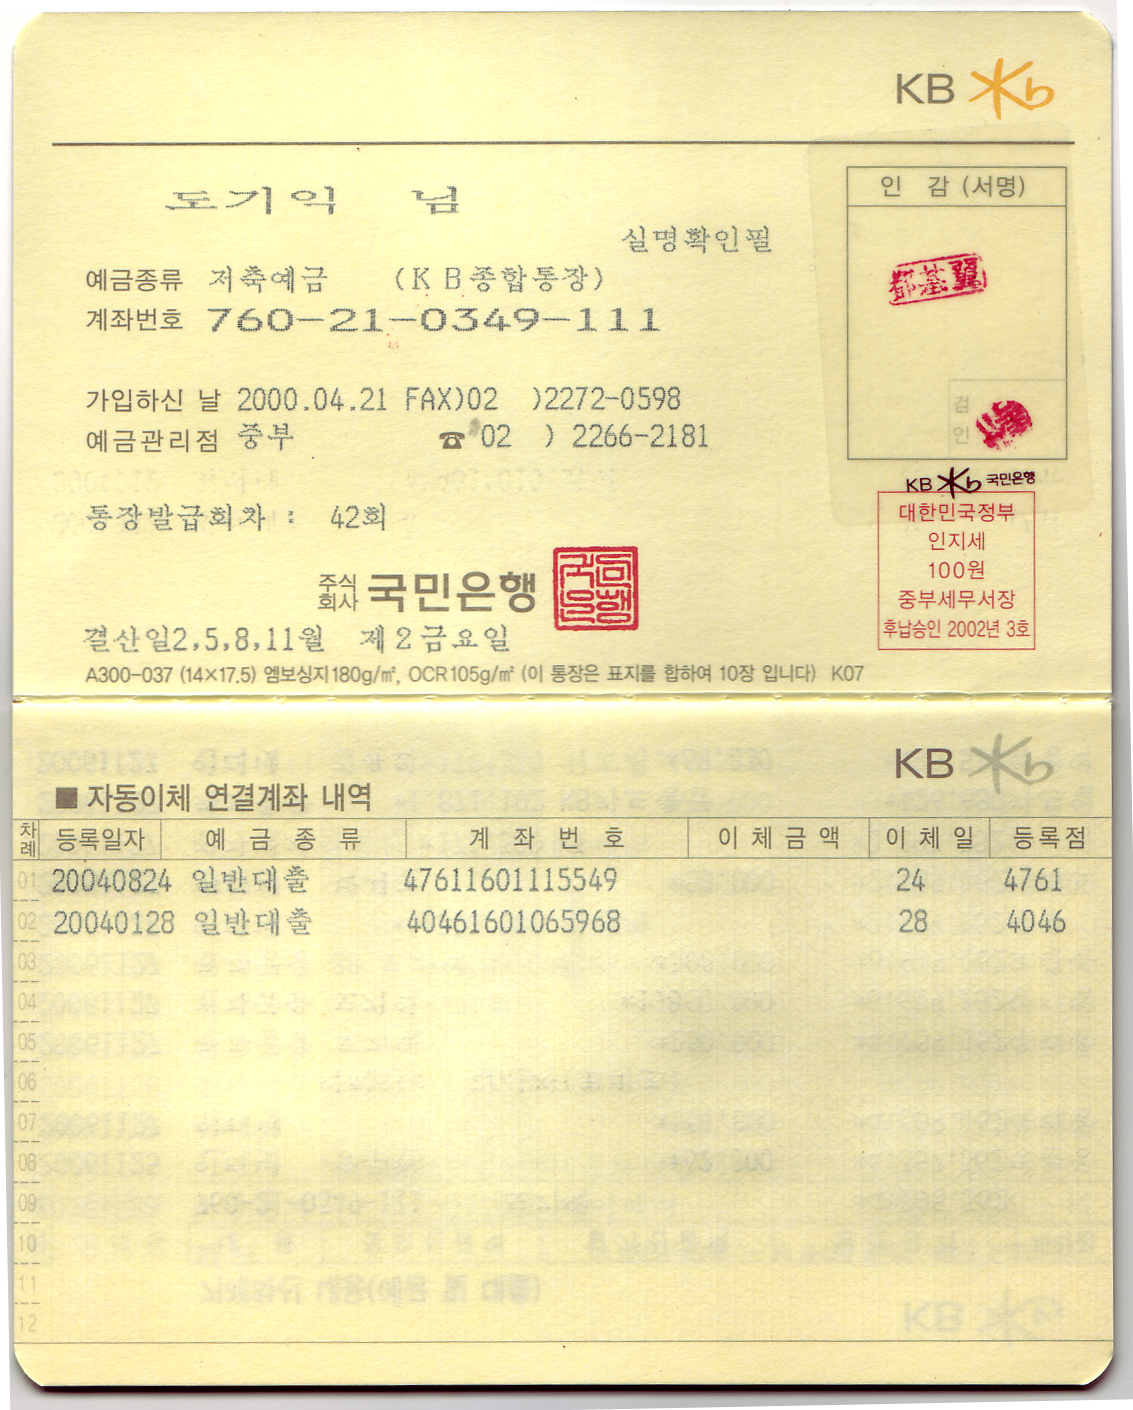 KB Kb
도기익 님
인 감 (서명)
실명확인필
예금종류 저축예금 (KB종합통장)
계좌번호 760-21-0349-111
都基翼
가입하신 날 2000.04.21 FAX)02 )2272-0598
예금관리점 중부 ☎ 02 ) 2266-2181
검
인
KB Kb 국민은행
통장발급회차 : 42회
대한민국정부
인지세
100원
중부세무서장
후납승인 2002년 3호
주식회사 국민은행
결산일2,5,8,11월 제2금요일
A300-037 (14×17.5) 엠보싱지180g/㎡, OCR105g/㎡ (이 통장은 표지를 합하여 10장 입니다) K07
KB Kb
■ 자동이체 연결계좌 내역
차례 등록일자 예 금 종 류 계 좌 번 호 이 체 금 액 이 체 일 등록점
01 20040824 일반대출 47611601115549 24 4761
02 20040128 일반대출 40461601065968 28 4046
03
04
05
06
07
08
09
10
11
12